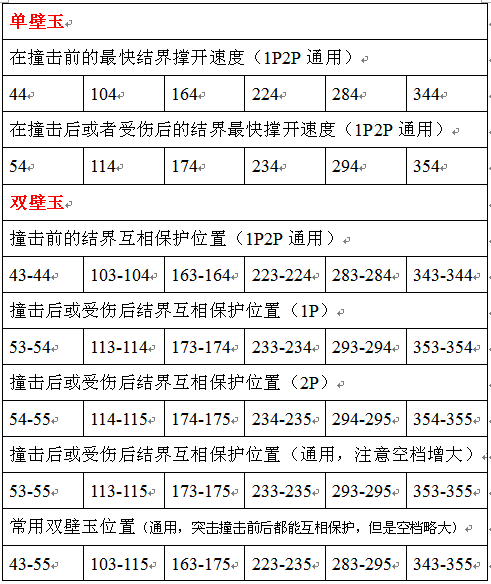 单壁玉
在撞击前的最快结界撑开速度（1P2P 通用）
44 104 164 224 284 344
在撞击后或者受伤后的结界最快撑开速度（1P2P 通用）
54 114 174 234 294 354
双壁玉
撞击前的结界互相保护位置（1P2P 通用）
43-44 103-104 163-164 223-224 283-284 343-344
撞击后或受伤后结界互相保护位置（1P）
53-54 113-114 173-174 233-234 293-294 353-354
撞击后或受伤后结界互相保护位置（2P）
54-55 114-115 174-175 234-235 294-295 354-355
撞击后或受伤后结界互相保护位置（通用，注意空档增大）
53-55 113-115 173-175 233-235 293-295 353-355
常用双壁玉位置（通用，突击撞击前后都能互相保护，但是空档略大）
43-55 103-115 163-175 223-235 283-295 343-355